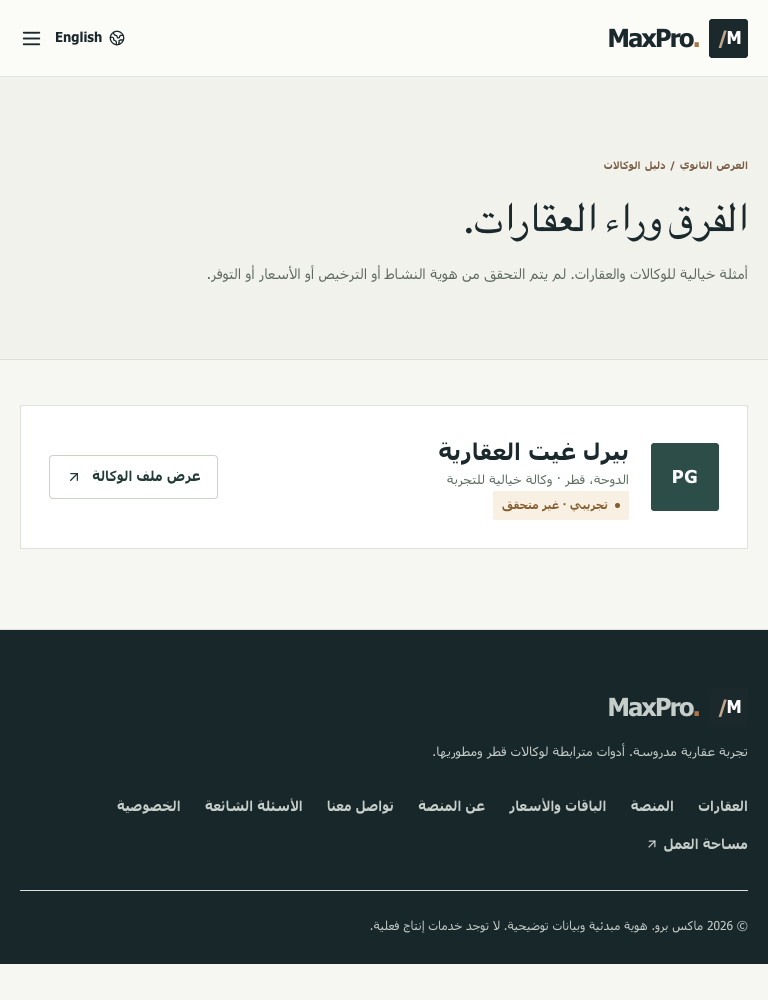 M/ MaxPro.
English
العرض الثانوي / دليل الوكالات
الفرق وراء العقارات.
أمثلة خيالية للوكالات والعقارات. لم يتم التحقق من هوية النشاط أو الترخيص أو الأسعار أو التوفر.
PG
بيرل غيت العقارية
الدوحة، قطر · وكالة خيالية للتجربة
تجريبي · غير متحقق
عرض ملف الوكالة
M/ MaxPro.
تجربة عقارية مدروسة. أدوات مترابطة لوكالات قطر ومطوريها.
العقارات المنصة الباقات والأسعار عن المنصة تواصل معنا الأسئلة الشائعة الخصوصية
مساحة العمل
© 2026 ماكس برو. هوية مبدئية وبيانات توضيحية. لا توجد خدمات إنتاج فعلية.